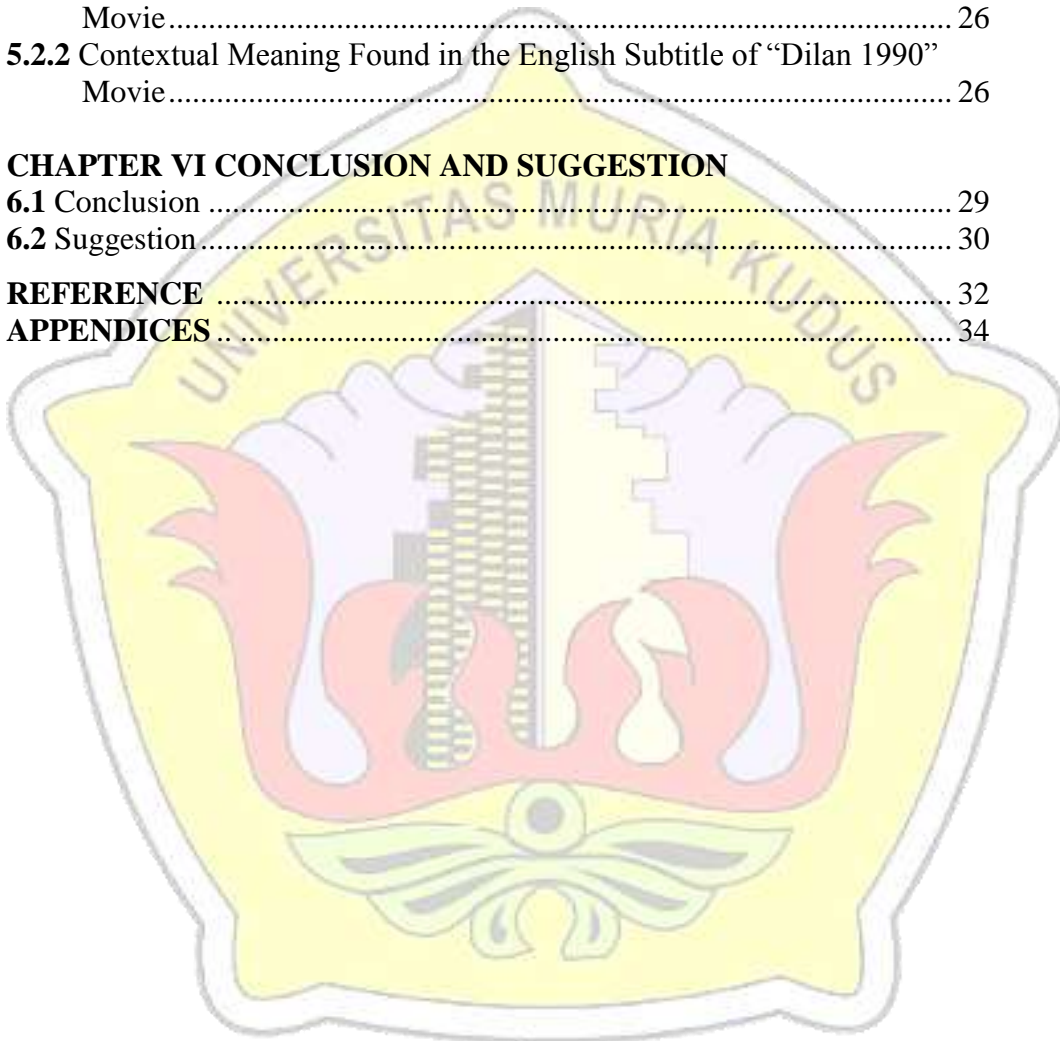 Movie........................................................................................................ 26
5.2.2 Contextual Meaning Found in the English Subtitle of “Dilan 1990”
Movie........................................................................................................ 26
CHAPTER VI CONCLUSION AND SUGGESTION
6.1 Conclusion ................................................................................................ 29
6.2 Suggestion ................................................................................................ 30
REFERENCE ................................................................................................ 32
APPENDICES .. ............................................................................................ 34
UNIVERSITAS MURIA KUDUS